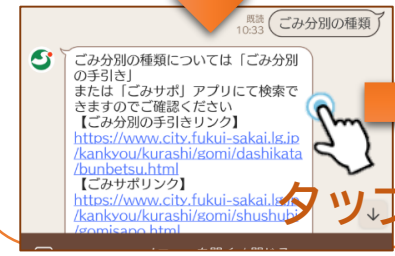 既読
10:33
ごみ分別の種類
ごみ分別の種類については「ごみ分別
の手引き」
または「ごみサポ」アプリにて検索で
きますのでご確認ください
【ごみ分別の手引きリンク】
https://www.city.fukui-sakai.lg.jp
/kankyou/kurashi/gomi/dashikata
/bunbetsu.html
【ごみサポリンク】
https://www.city.fukui-sakai.lg.jp
/kankyou/kurashi/gomi/shushubi
/gomisapo.html
タップ